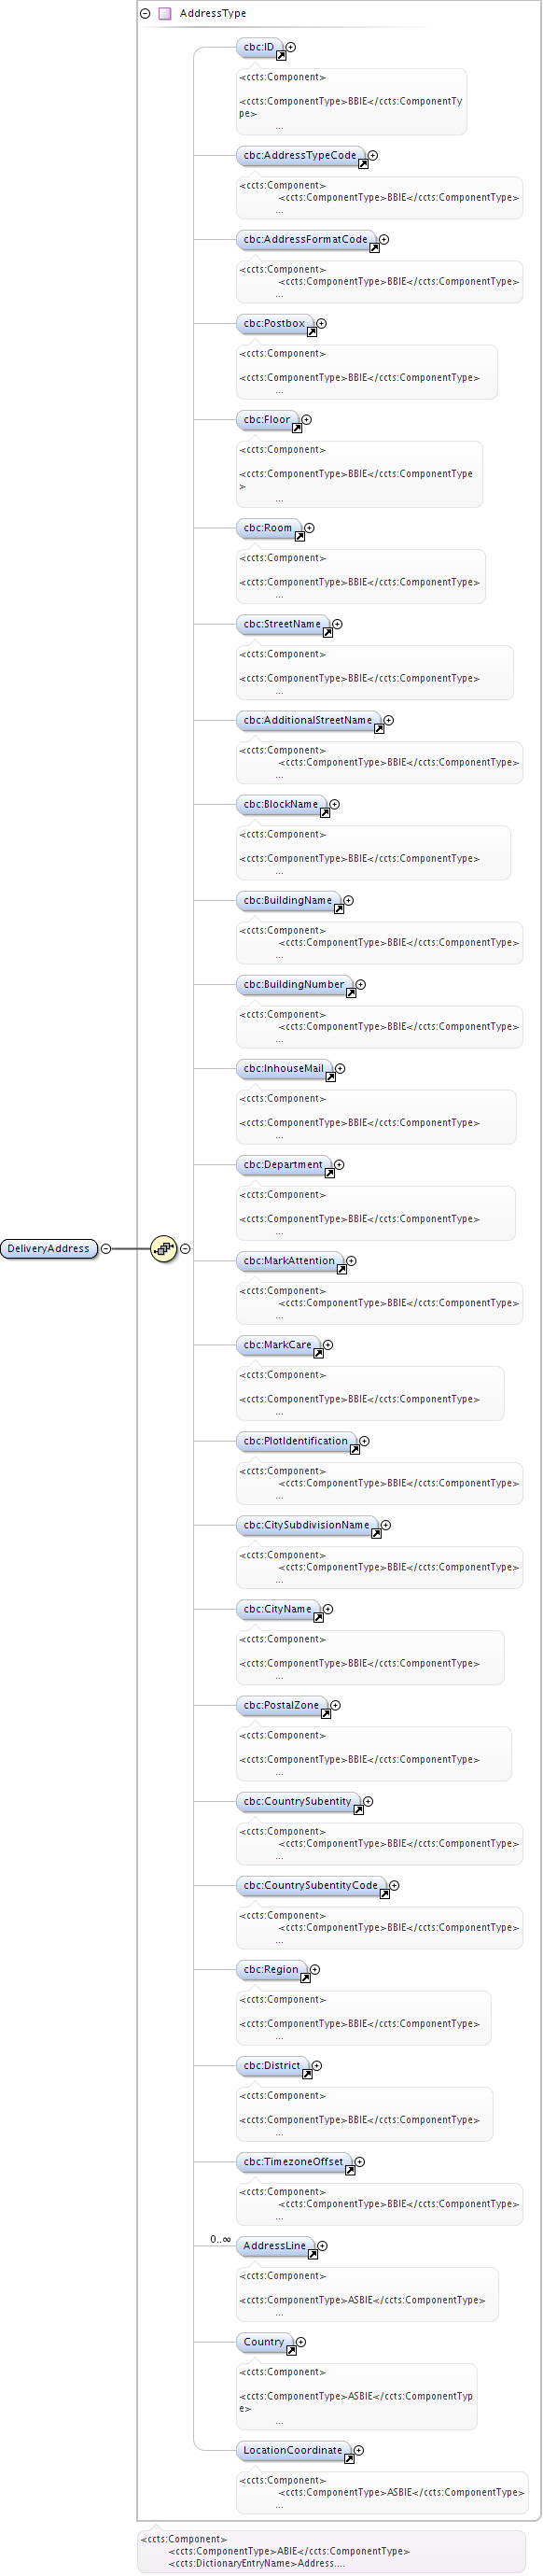 AddressType
cbc:ID
<ccts:Component>
<ccts:ComponentType>BBIE</ccts:ComponentTy
pe>
...
cbc:AddressTypeCode
<ccts:Component>
<ccts:ComponentType>BBIE</ccts:ComponentType>
...
cbc:AddressFormatCode
<ccts:Component>
<ccts:ComponentType>BBIE</ccts:ComponentType>
...
cbc:Postbox
<ccts:Component>
<ccts:ComponentType>BBIE</ccts:ComponentType>
...
cbc:Floor
<ccts:Component>
<ccts:ComponentType>BBIE</ccts:ComponentType
>
...
cbc:Room
<ccts:Component>
<ccts:ComponentType>BBIE</ccts:ComponentType>
...
cbc:StreetName
<ccts:Component>
<ccts:ComponentType>BBIE</ccts:ComponentType>
...
cbc:AdditionalStreetName
<ccts:Component>
<ccts:ComponentType>BBIE</ccts:ComponentType>
...
cbc:BlockName
<ccts:Component>
<ccts:ComponentType>BBIE</ccts:ComponentType>
...
cbc:BuildingName
<ccts:Component>
<ccts:ComponentType>BBIE</ccts:ComponentType>
...
cbc:BuildingNumber
<ccts:Component>
<ccts:ComponentType>BBIE</ccts:ComponentType>
...
cbc:InhouseMail
<ccts:Component>
<ccts:ComponentType>BBIE</ccts:ComponentType>
...
cbc:Department
<ccts:Component>
<ccts:ComponentType>BBIE</ccts:ComponentType>
...
DeliveryAddress
cbc:MarkAttention
<ccts:Component>
<ccts:ComponentType>BBIE</ccts:ComponentType>
...
cbc:MarkCare
<ccts:Component>
<ccts:ComponentType>BBIE</ccts:ComponentType>
...
cbc:PlotIdentification
<ccts:Component>
<ccts:ComponentType>BBIE</ccts:ComponentType>
...
cbc:CitySubdivisionName
<ccts:Component>
<ccts:ComponentType>BBIE</ccts:ComponentType>
...
cbc:CityName
<ccts:Component>
<ccts:ComponentType>BBIE</ccts:ComponentType>
...
cbc:PostalZone
<ccts:Component>
<ccts:ComponentType>BBIE</ccts:ComponentType>
...
cbc:CountrySubentity
<ccts:Component>
<ccts:ComponentType>BBIE</ccts:ComponentType>
...
cbc:CountrySubentityCode
<ccts:Component>
<ccts:ComponentType>BBIE</ccts:ComponentType>
...
cbc:Region
<ccts:Component>
<ccts:ComponentType>BBIE</ccts:ComponentType>
...
cbc:District
<ccts:Component>
<ccts:ComponentType>BBIE</ccts:ComponentType>
...
cbc:TimezoneOffset
<ccts:Component>
<ccts:ComponentType>BBIE</ccts:ComponentType>
...
0..∞
AddressLine
<ccts:Component>
<ccts:ComponentType>ASBIE</ccts:ComponentType>
...
Country
<ccts:Component>
<ccts:ComponentType>ASBIE</ccts:ComponentTyp
e>
...
LocationCoordinate
<ccts:Component>
<ccts:ComponentType>ASBIE</ccts:ComponentType>
...
<ccts:Component>
<ccts:ComponentType>ABIE</ccts:ComponentType>
<ccts:DictionaryEntryName>Address....